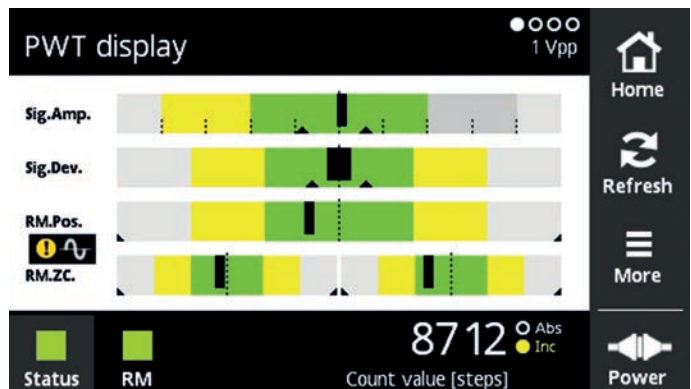 PWT display
1 Vpp
Sig.Amp.
Sig.Dev.
RM.Pos.
!
RM.ZC.
Home
Refresh
More
Power
Status
RM
8712
Abs
Inc
Count value [steps]